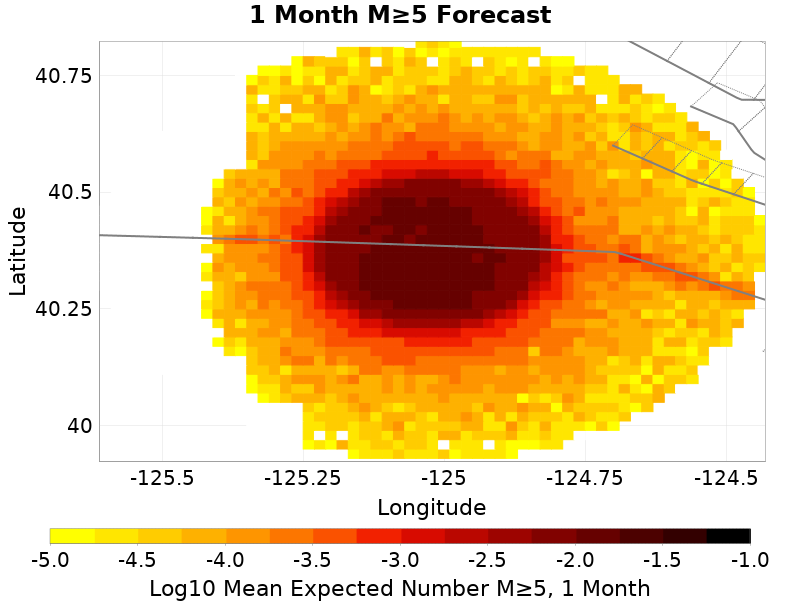 1 Month M≥5 Forecast
40.75
40.5
40.25
40
Latitude
-125.5 -125.25 -125 -124.75 -124.5
Longitude
-5.0 -4.5 -4.0 -3.5 -3.0 -2.5 -2.0 -1.5 -1.0
Log10 Mean Expected Number M≥5, 1 Month